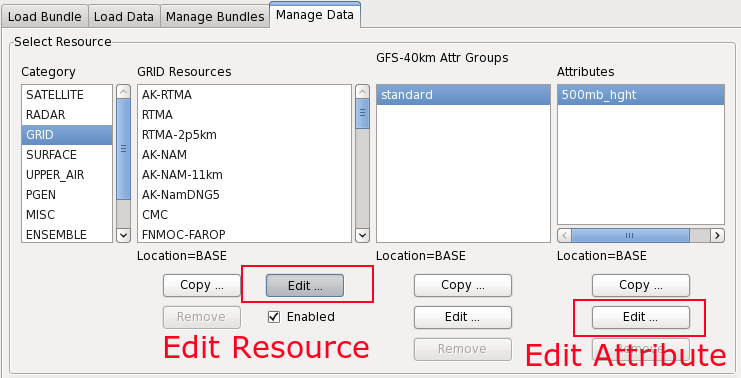 Load Bundle Load Data Manage Bundles Manage Data
Select Resource
GFS-40km Attr Groups
Category GRID Resources Attributes
SATELLITE AK-RTMA standard 500mb_hght
RADAR RTMA
GRID RTMA-2p5km
SURFACE AK-NAM
UPPER_AIR AK-NAM-11km
PGEN AK-NamDNG5
MISC CMC
ENSEMBLE FNMOC-FAROP
Location=BASE Location=BASE Location=BASE
Copy ... Edit ... Copy ... Copy ...
Remove Enabled Edit ... Edit ...
Edit Resource Remove Edit Attribute Remove